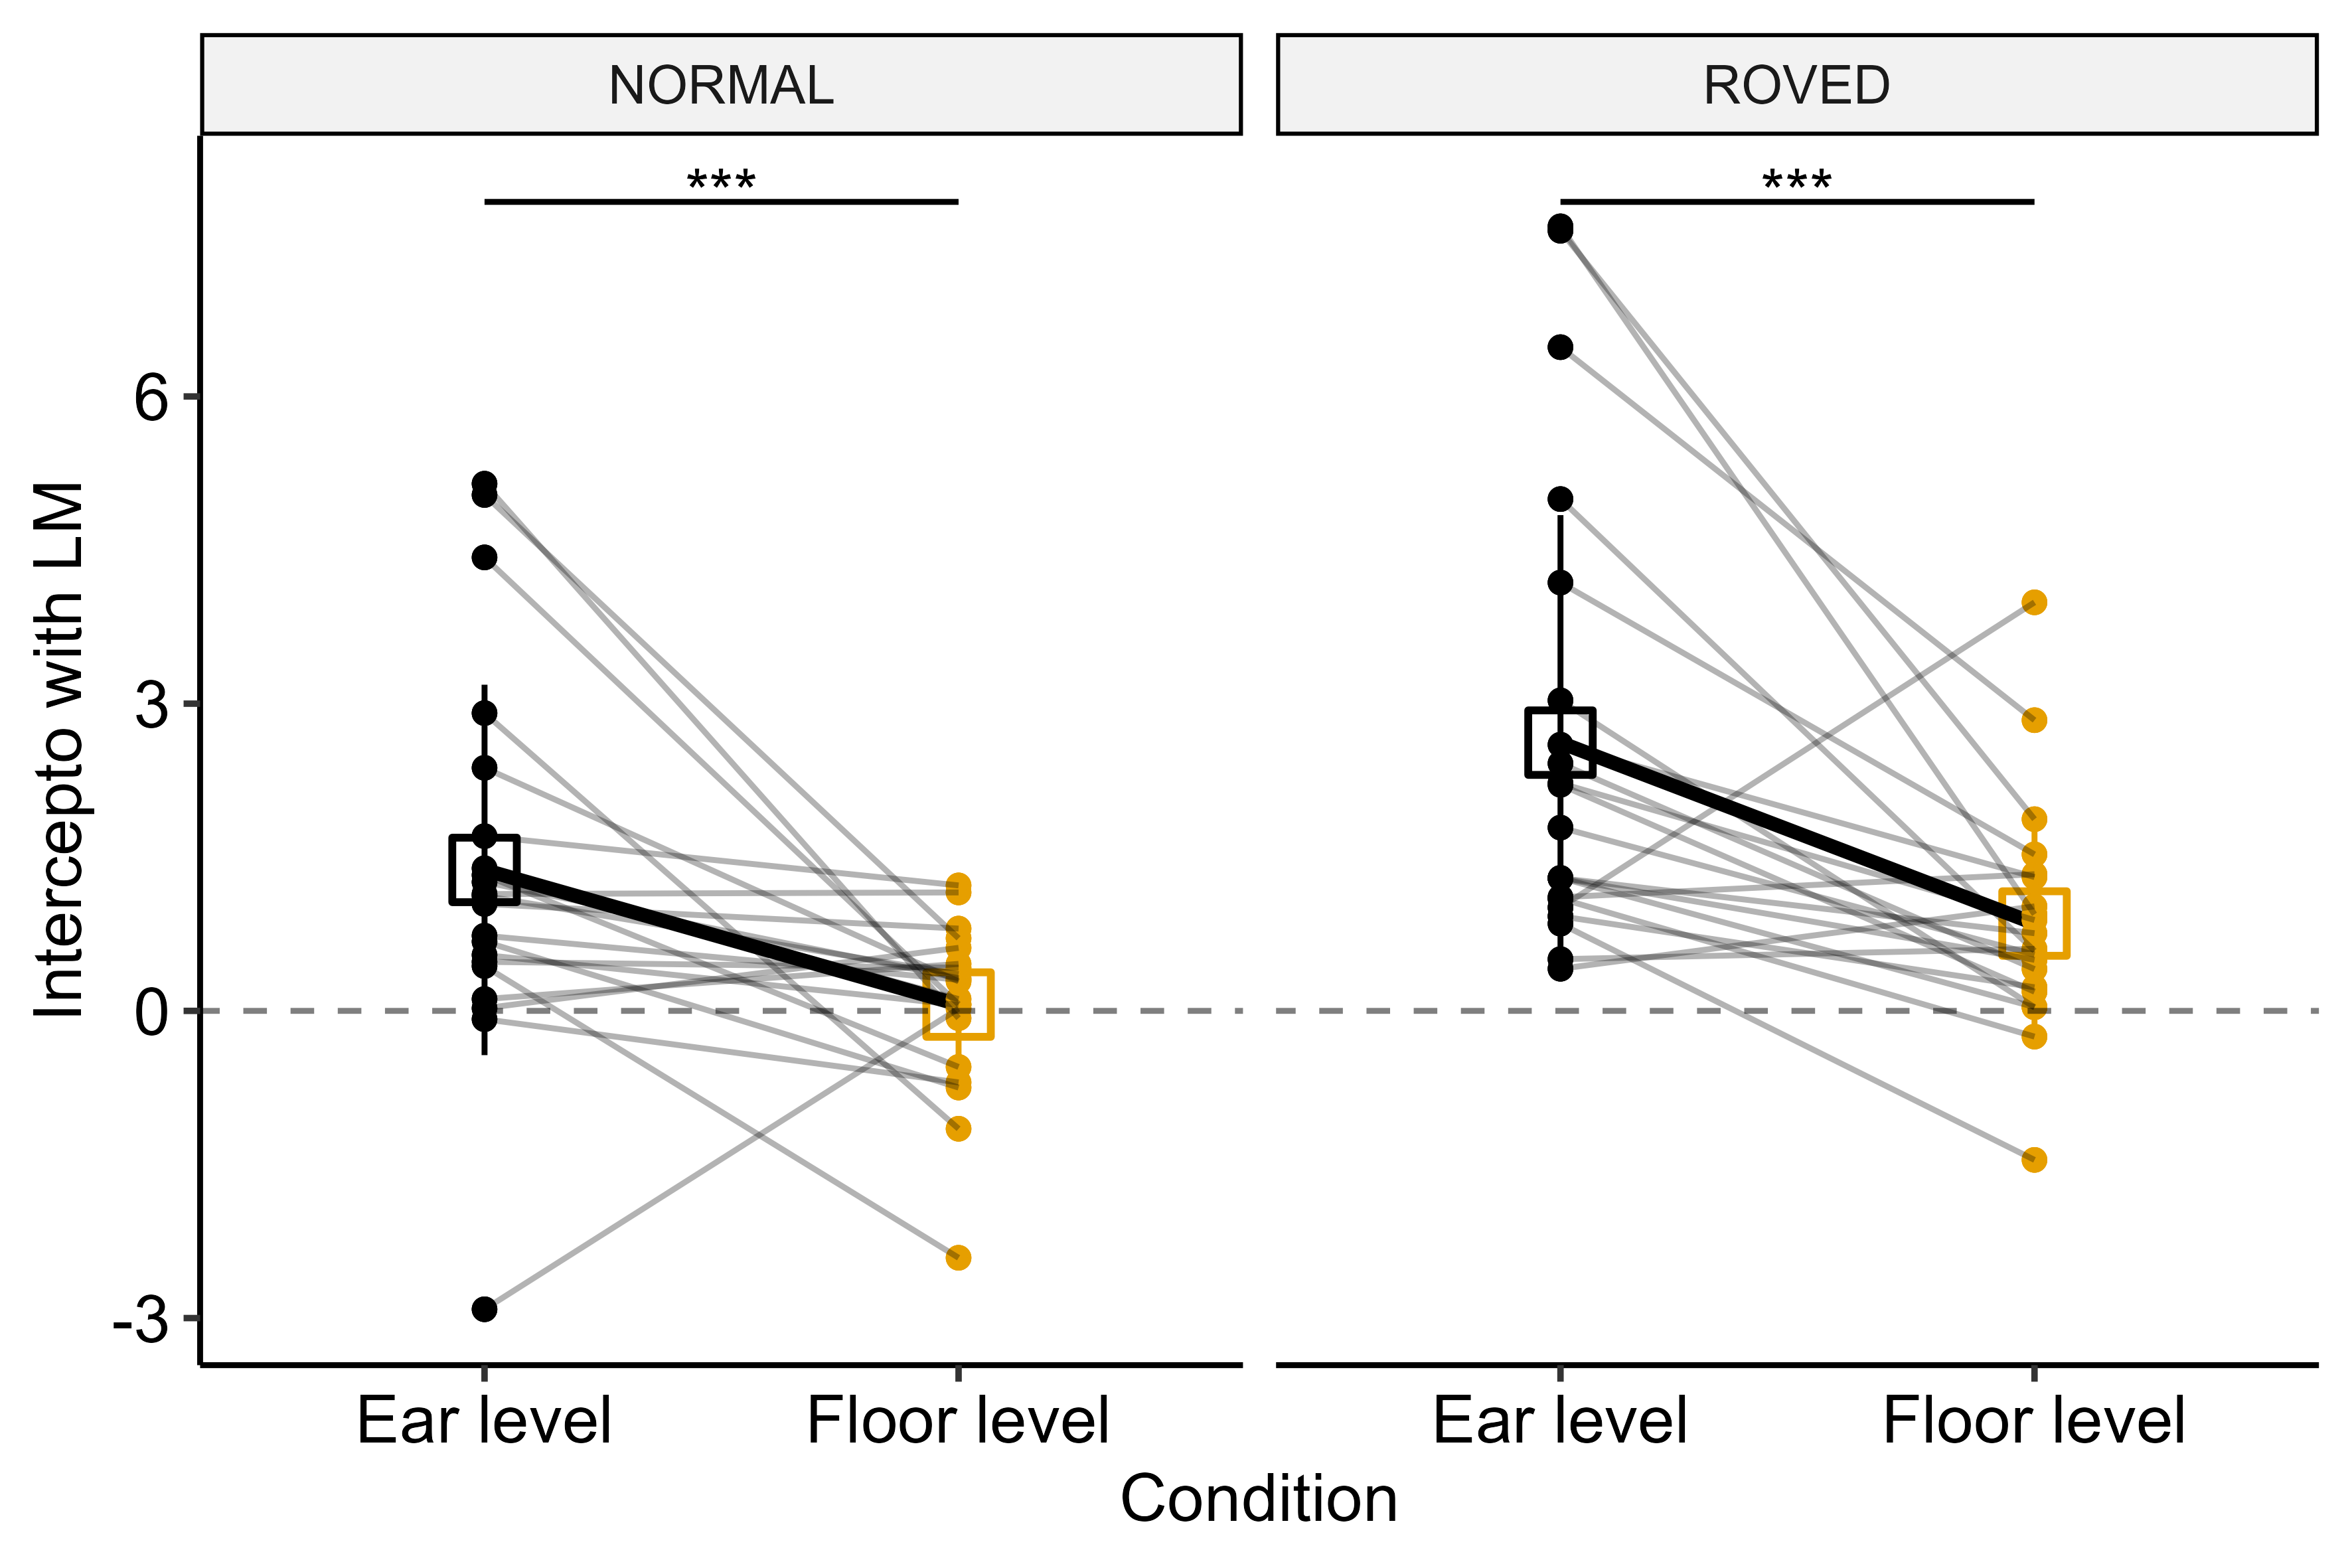 NORMAL
ROVED
***
***
Intercepto with LM
6
3
0
-3
Ear level
Floor level
Ear level
Floor level
Condition